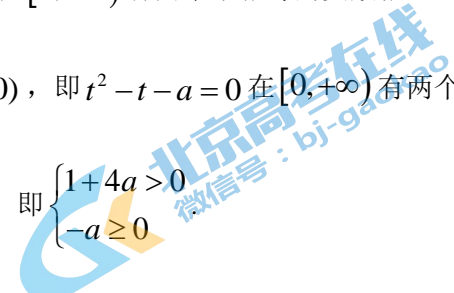 0)，即 t² − t − a = 0 在 [0,+∞) 有两个
即 {1 + 4a > 0
−a ≥ 0 .
北京高考在线
微信号：bj-gaokao